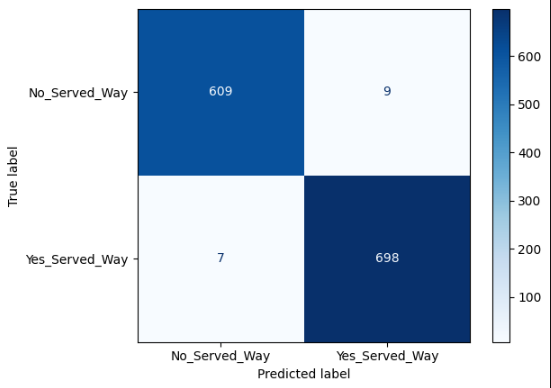 No_Served_Way 609 9
Yes_Served_Way 7 698
No_Served_Way Yes_Served_Way
Predicted label
True label
600
500
400
300
200
100